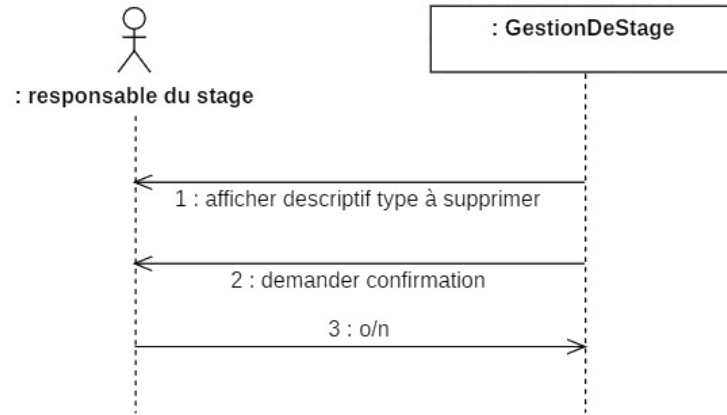 : GestionDeStage
: responsable du stage
1 : afficher descriptif type à supprimer
2 : demander confirmation
3 : o/n